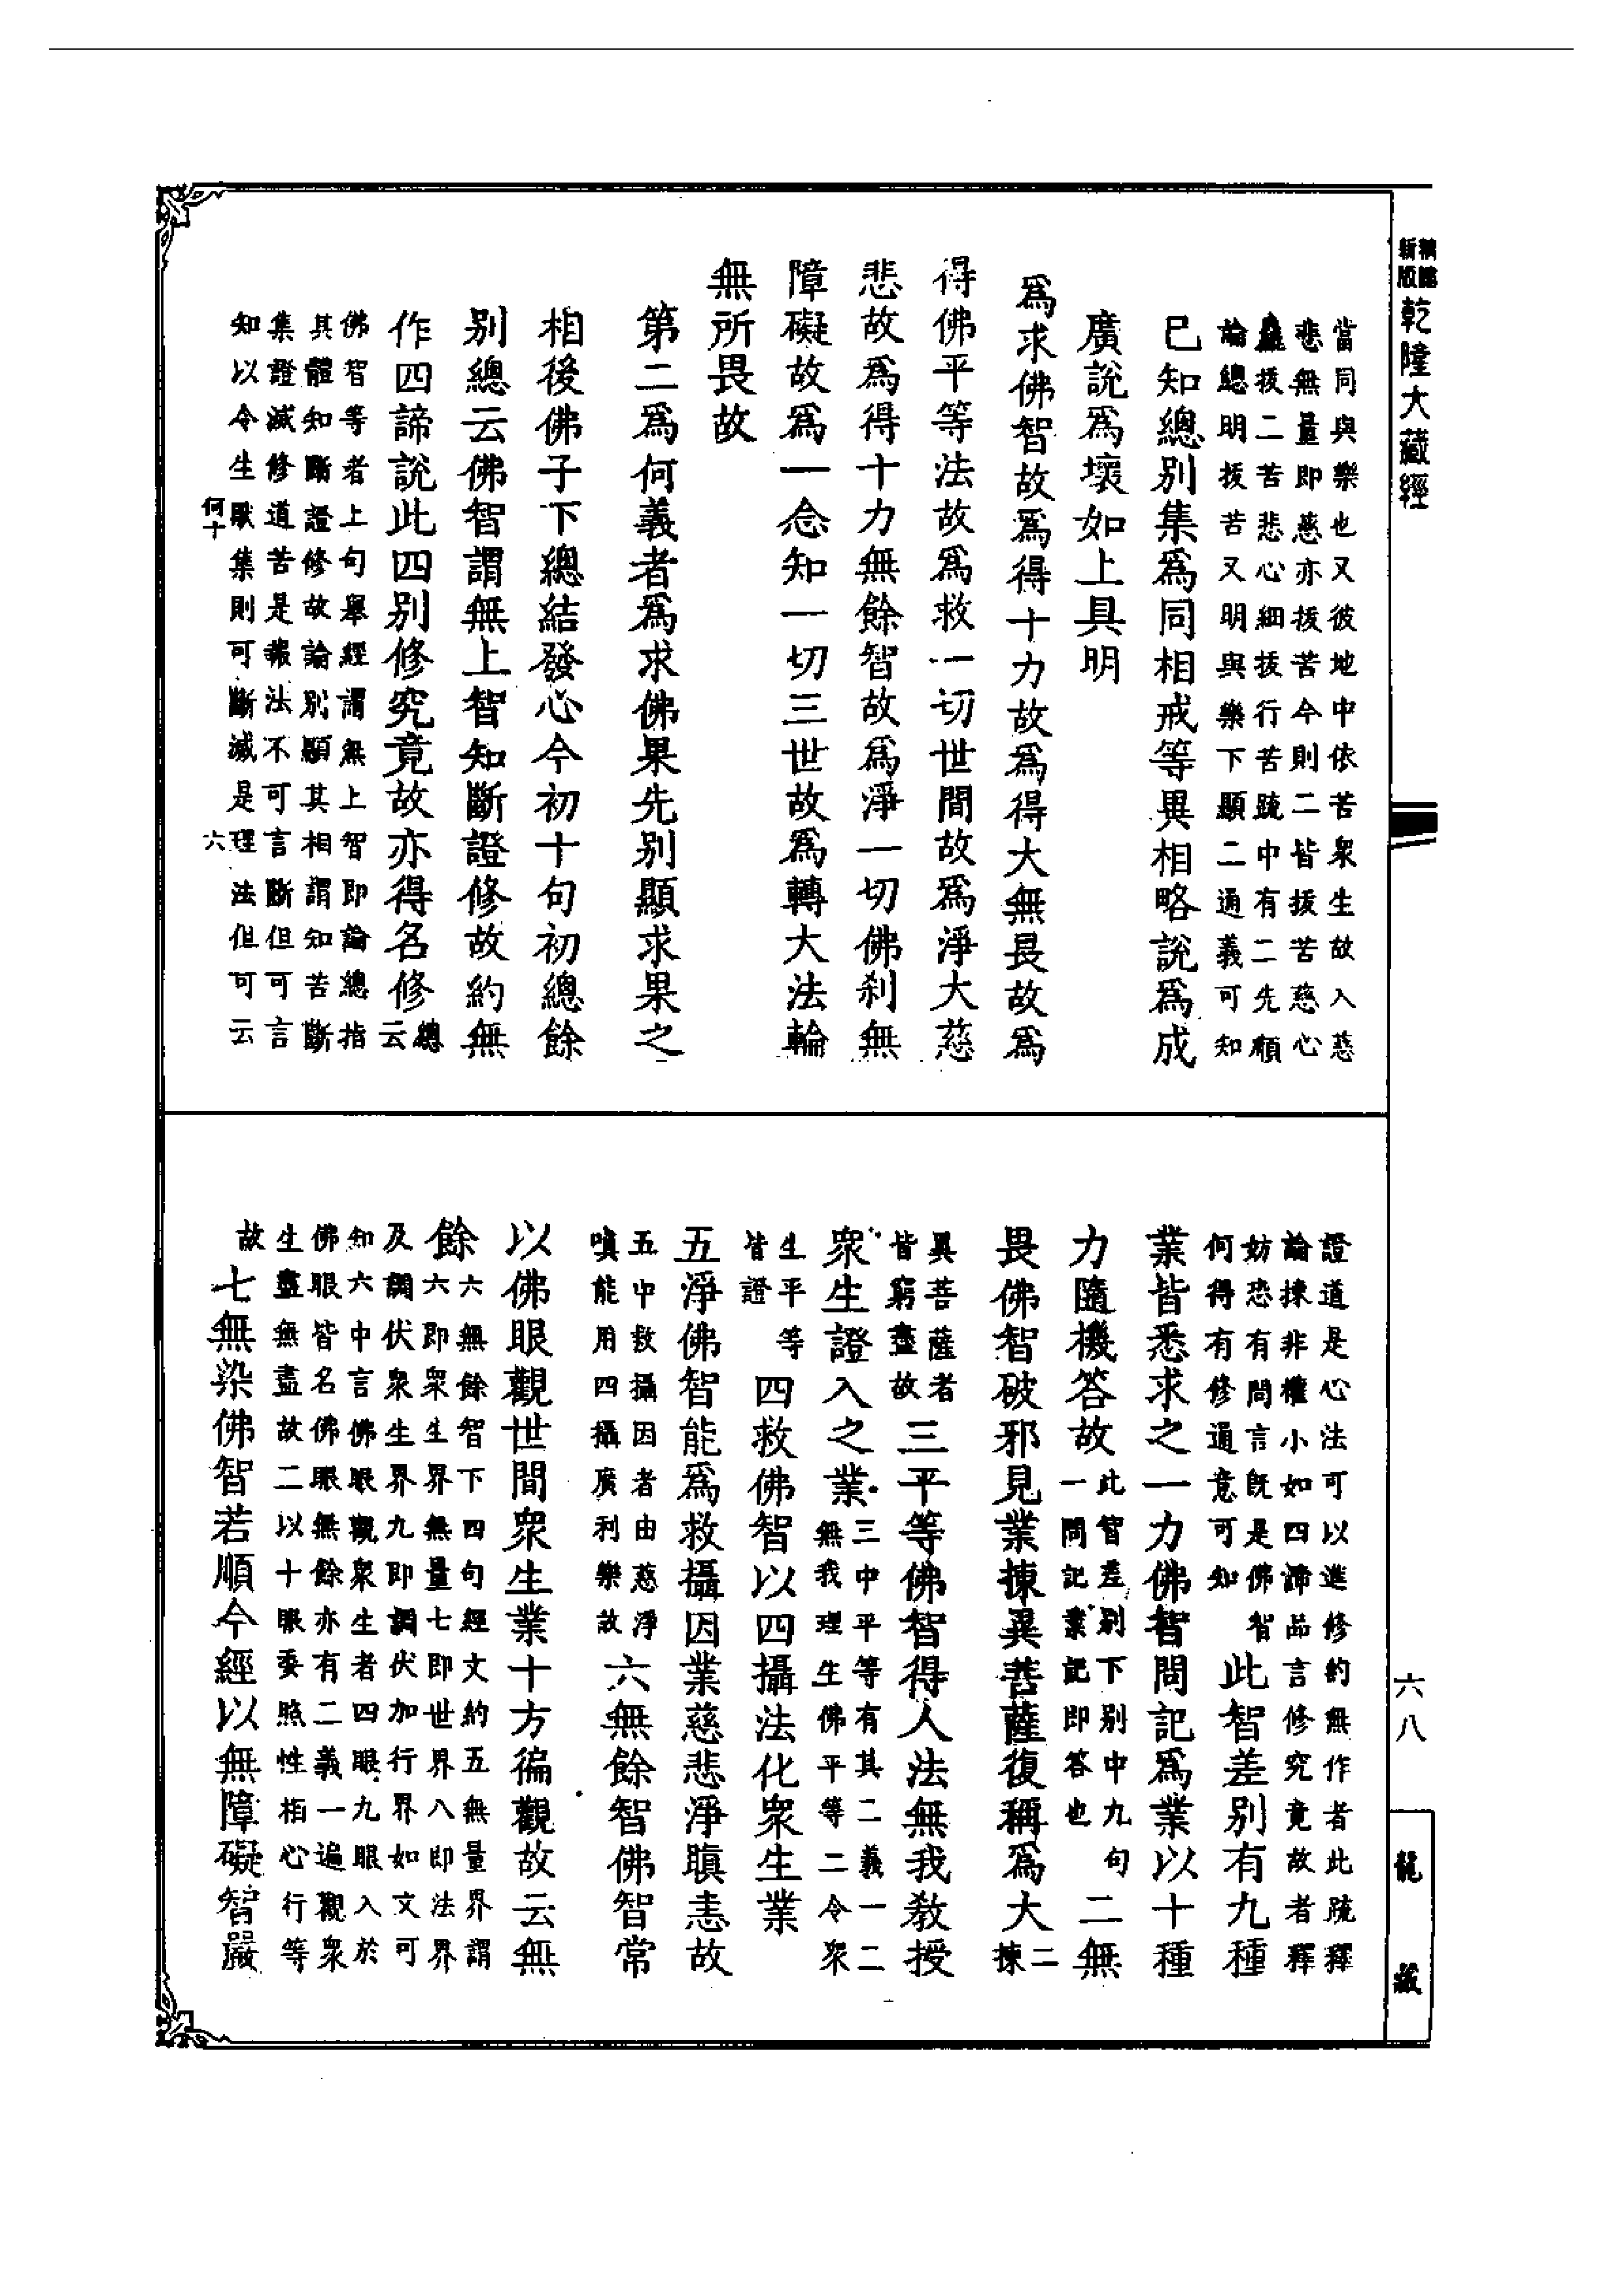 新版
精縮
乾隆大藏經
當同與樂也又彼地中依苦衆生故入慈
悲無量即慈亦拔苦今則二皆拔苦慈心
麤拔二苦悲心細拔行苦疏中有二先順
論總明拔苦又明與樂下顯二通義可知
已知總別集爲同相戒等異相略說爲成
廣說爲壞如上具明
爲求佛智故爲得十力故爲得大無畏故爲
得佛平等法故爲救一切世間故爲淨大慈
悲故爲得十力無餘智故爲淨一切佛刹無
障礙故爲一念知一切三世故爲轉大法輪
無所畏故
第二爲何義者爲求佛果先別顯求果之
相後佛子下總結發心今初十句初總餘
別總云佛智謂無上智知斷證修故約無
作四諦說此四別修究竟故亦得名修總云
佛智等者上句舉經謂無上智即論總指
其體知斷證修故論別顯其相謂知苦斷
集證滅修道苦是報法不可言斷但可言
知以令生厭集則可斷滅是理法但可云
何十
六
證道是心法可以進修約無作者此疏釋
論揀非權小如四諦品言修究竟故者釋
妨恐有問言旣是佛智
何得有修通意可知
此智差別有九種
業皆悉求之一力佛智問記爲業以十種
力隨機答故此智差別下別中九句一問記業記即答也二無
畏佛智破邪見業揀異菩薩復稱爲大二揀
異菩薩者皆窮盡故三平等佛智得人法無我教授
衆生證入之業三中平等有其二義一二無我理生佛平等二令衆
生平等皆證四救佛智以四攝法化衆生業
五淨佛智能爲救攝因業慈悲淨瞋恚故
五中救攝因者由慈淨嗔能用四攝廣利樂故六無餘智佛智常
以佛眼觀世間衆生業十方徧觀故云無
餘六無餘智下四句經文約五無量界謂
六即衆生界無量七即世界八即法界
及調伏衆生界九即調伏加行界如文可
知六中言佛眼觀衆生者四眼九眼入於
佛眼皆名佛眼無餘亦有二義一遍觀衆
生盡無盡故二以十眼委照性相心行等
故七無染佛智若順今經以無障礙智嚴
六八
龍藏